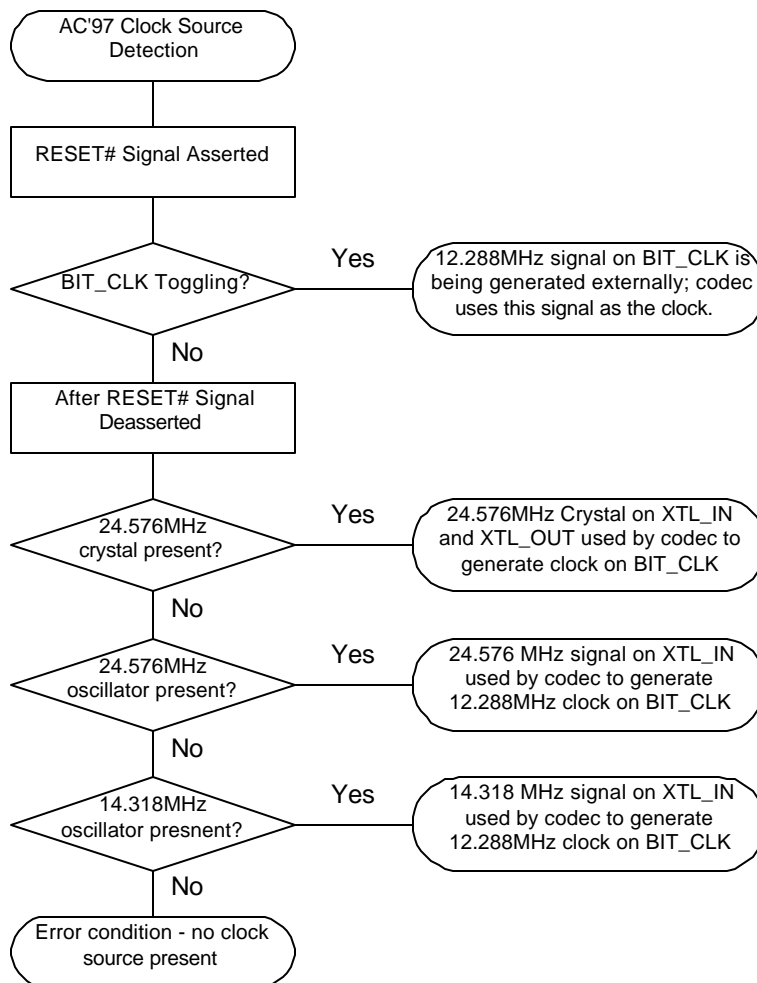 AC'97 Clock Source
Detection
RESET# Signal Asserted
BIT_CLK Toggling?
Yes
12.288MHz signal on BIT_CLK is
being generated externally; codec
uses this signal as the clock.
No
After RESET# Signal
Deasserted
24.576MHz
crystal present?
Yes
24.576MHz Crystal on XTL_IN
and XTL_OUT used by codec to
generate clock on BIT_CLK
No
24.576MHz
oscillator present?
Yes
24.576 MHz signal on XTL_IN
used by codec to generate
12.288MHz clock on BIT_CLK
No
14.318MHz
oscillator presnent?
Yes
14.318 MHz signal on XTL_IN
used by codec to generate
12.288MHz clock on BIT_CLK
No
Error condition - no clock
source present